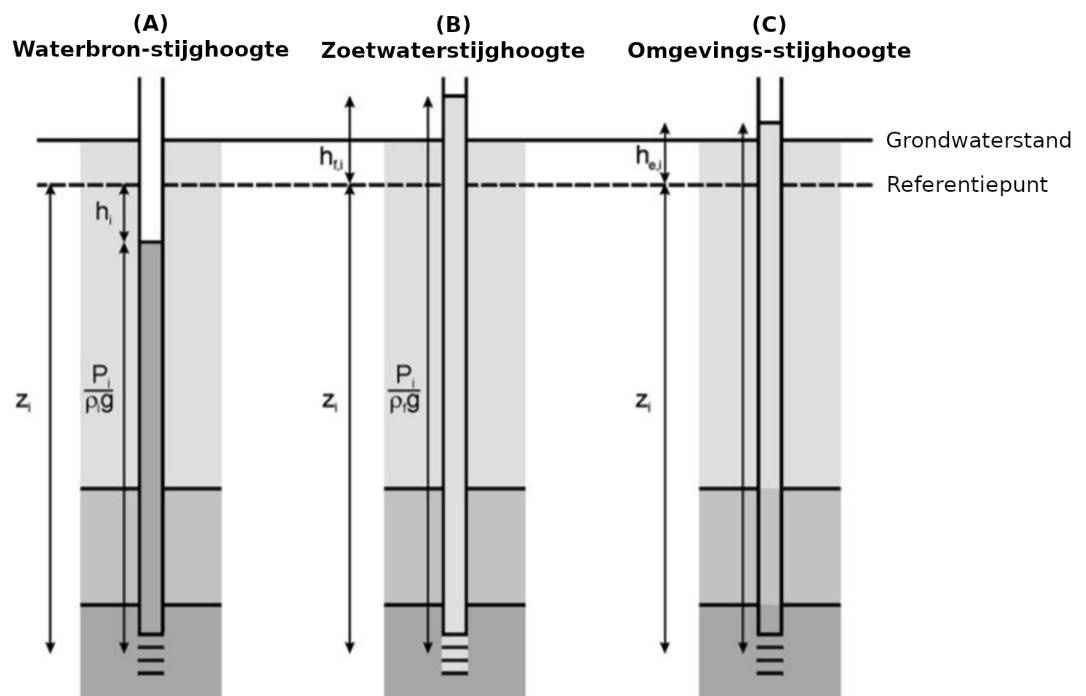 (A)
Waterbron-stijghoogte
(B)
Zoetwaterstijghoogte
(C)
Omgevings-stijghoogte
Grondwaterstand
Referentiepunt
h_i
h_f,i
h_e,i
z_i
P_i
ρ_i g
z_i
P_i
ρ_f g
z_i